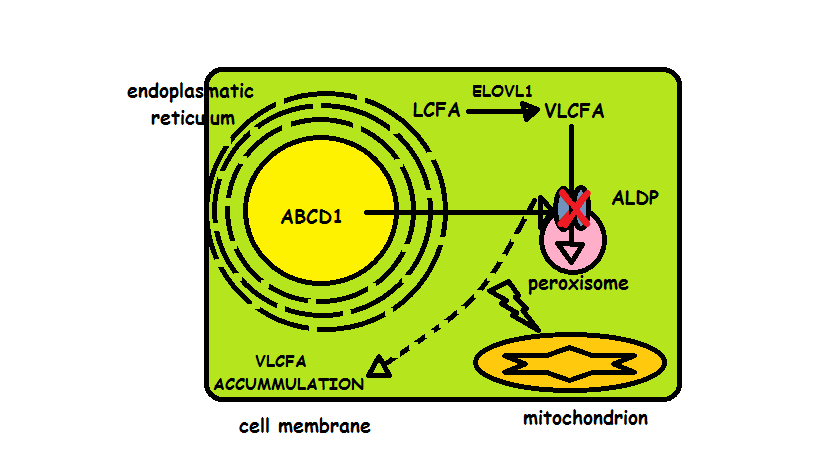 endoplasmatic
reticulum
ELOVL1
LCFA
VLCFA
ABCD1
ALDP
peroxisome
VLCFA
ACCUMMULATION
cell membrane
mitochondrion